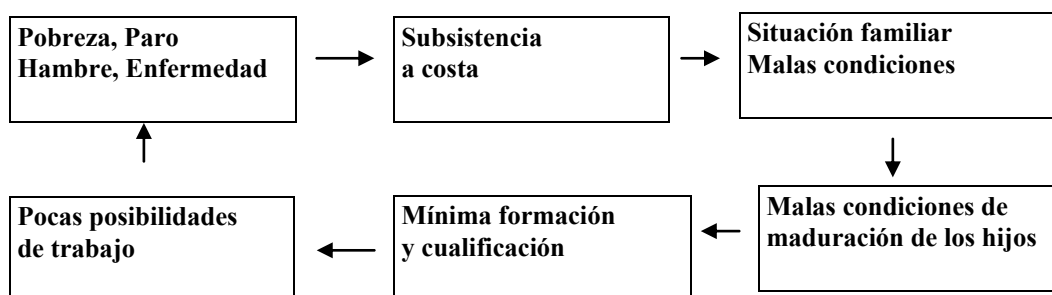 Pobreza, Paro
Hambre, Enfermedad
Subsistencia
a costa
Situación familiar
Malas condiciones
Malas condiciones de
maduración de los hijos
Mínima formación
y cualificación
Pocas posibilidades
de trabajo